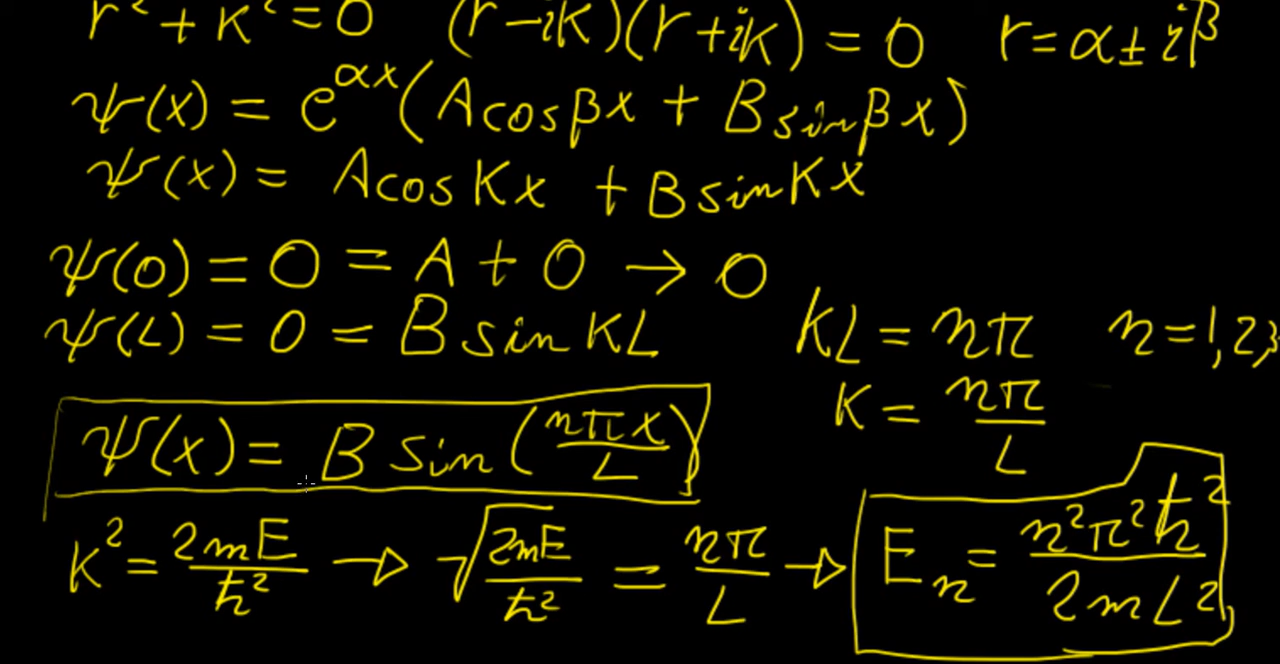 r² + K² = 0 (r-iK)(r+iK) = 0 r = α ± iβ
ψ(x) = e^{αx}(A cos βx + B sin βx)
ψ(x) = A cos Kx + B sin Kx
ψ(0) = 0 = A + 0 → 0
ψ(L) = 0 = B sin KL KL = nπ n = 1, 2, 3
K = nπ/L
ψ(x) = B sin(nπx/L)
K² = 2mE/ħ² → √(2mE/ħ²) = nπ/L → Eₙ = n²π²ħ²/2mL²